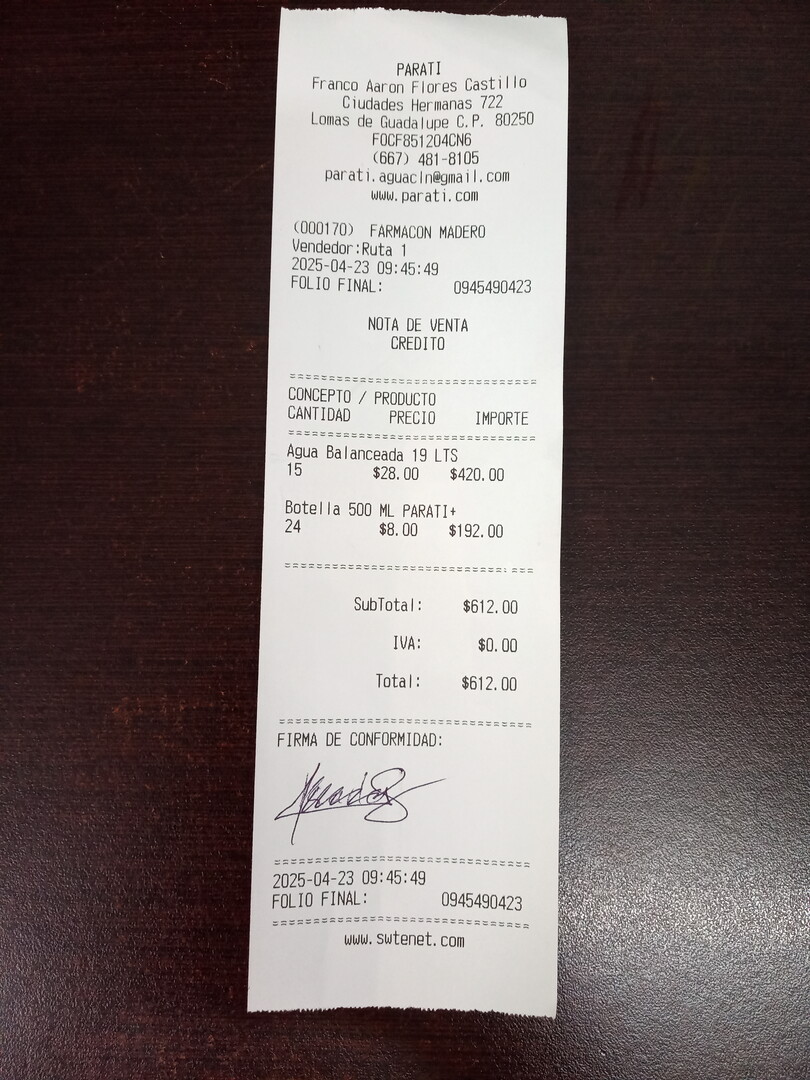 PARATI
Franco Aaron Flores Castillo
Ciudades Hermanas 722
Lomas de Guadalupe C.P. 80250
FOCF851204CN6
(667) 481-8105
parati.aguacln@gmail.com
www.parati.com
(000170) FARMACON MADERO
Vendedor:Ruta 1
2025-04-23 09:45:49
FOLIO FINAL: 0945490423
NOTA DE VENTA
CREDITO
CONCEPTO / PRODUCTO
CANTIDAD PRECIO IMPORTE
Agua Balanceada 19 LTS
15 $28.00 $420.00
Botella 500 ML PARATI+
24 $8.00 $192.00
SubTotal: $612.00
IVA: $0.00
Total: $612.00
FIRMA DE CONFORMIDAD:
2025-04-23 09:45:49
FOLIO FINAL: 0945490423
www.swtenet.com